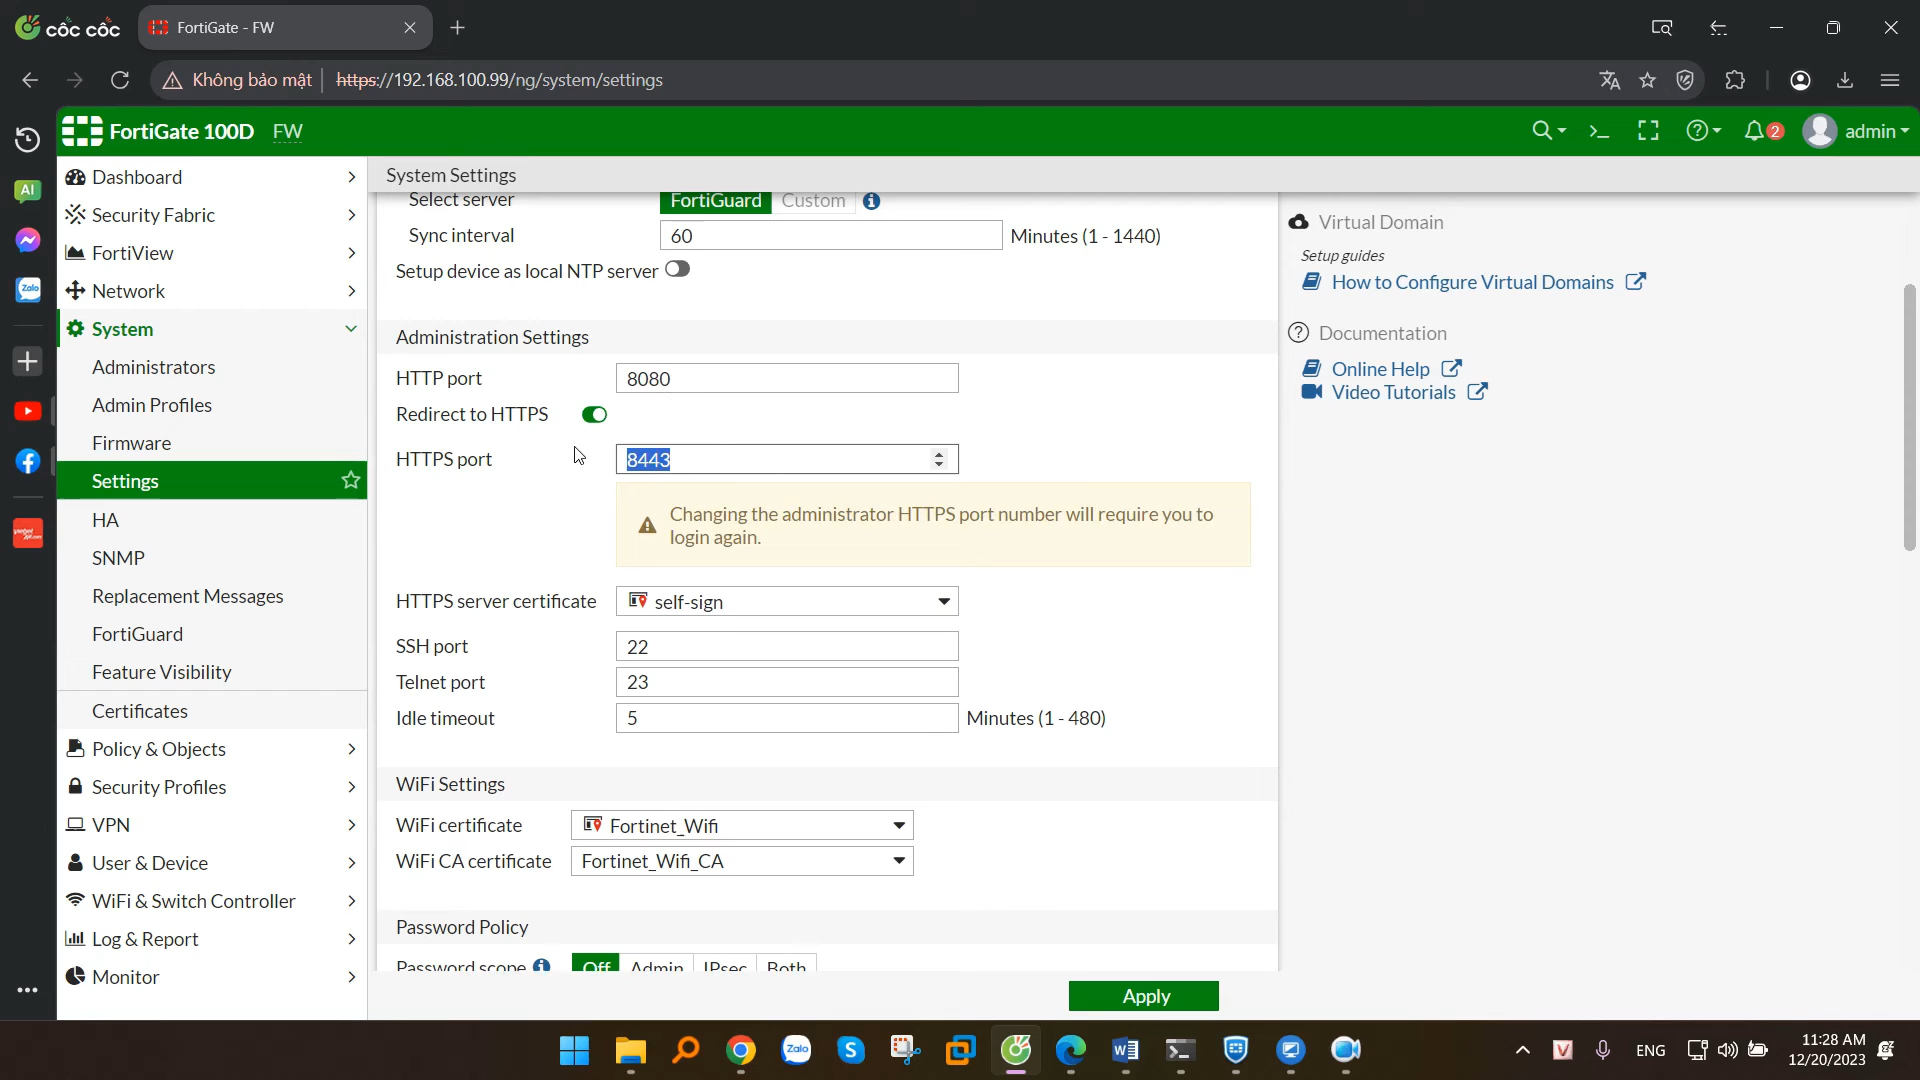 cốc cốc
FortiGate - FW
Không bảo mật
https://192.168.100.99/ng/system/settings
FortiGate 100D FW
2
admin
AI
Zalo
Dashboard
Security Fabric
FortiView
Network
System
Administrators
Admin Profiles
Firmware
Settings
HA
SNMP
Replacement Messages
FortiGuard
Feature Visibility
Certificates
Policy & Objects
Security Profiles
VPN
User & Device
WiFi & Switch Controller
Log & Report
Monitor
System Settings
Select server FortiGuard Custom
Sync interval 60 Minutes (1 - 1440)
Setup device as local NTP server
Administration Settings
HTTP port 8080
Redirect to HTTPS
HTTPS port 8443
Changing the administrator HTTPS port number will require you to
login again.
HTTPS server certificate self-sign
SSH port 22
Telnet port 23
Idle timeout 5 Minutes (1 - 480)
WiFi Settings
WiFi certificate Fortinet_Wifi
WiFi CA certificate Fortinet_Wifi_CA
Password Policy
Password scope Off Admin IPsec Both
Apply
Virtual Domain
Setup guides
How to Configure Virtual Domains
Documentation
Online Help
Video Tutorials
Zalo
ENG
11:28 AM
12/20/2023